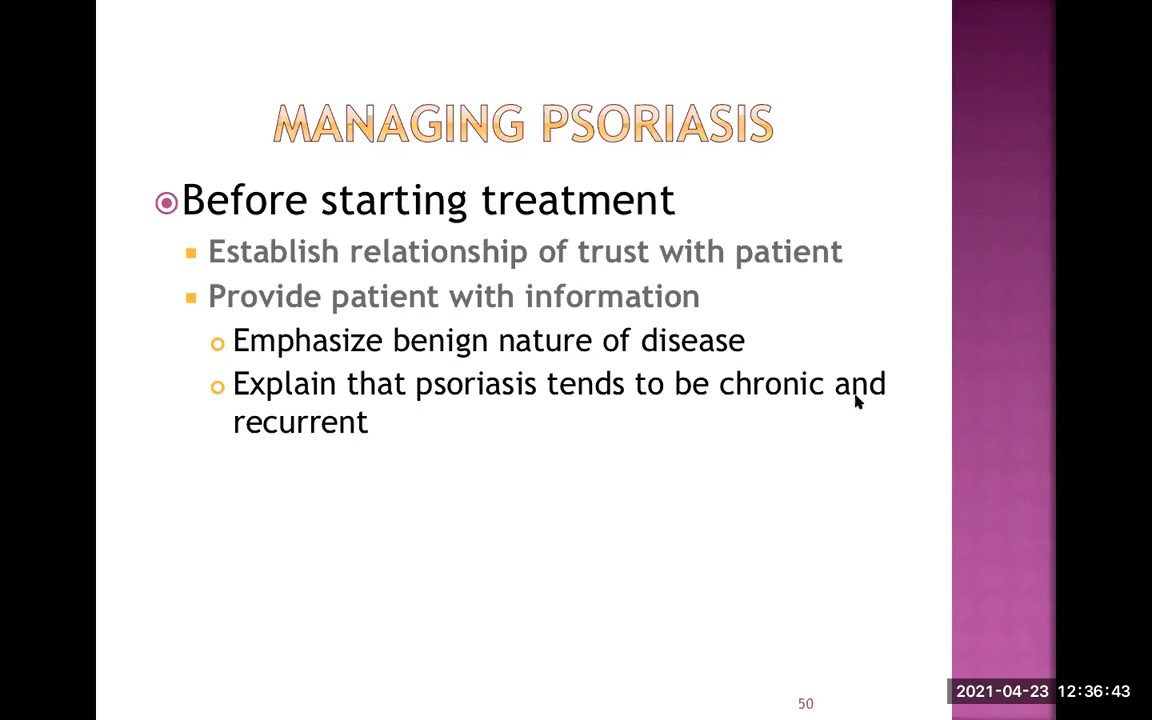 MANAGING PSORIASIS
Before starting treatment
Establish relationship of trust with patient
Provide patient with information
Emphasize benign nature of disease
Explain that psoriasis tends to be chronic and
recurrent
50
2021-04-23 12:36:43